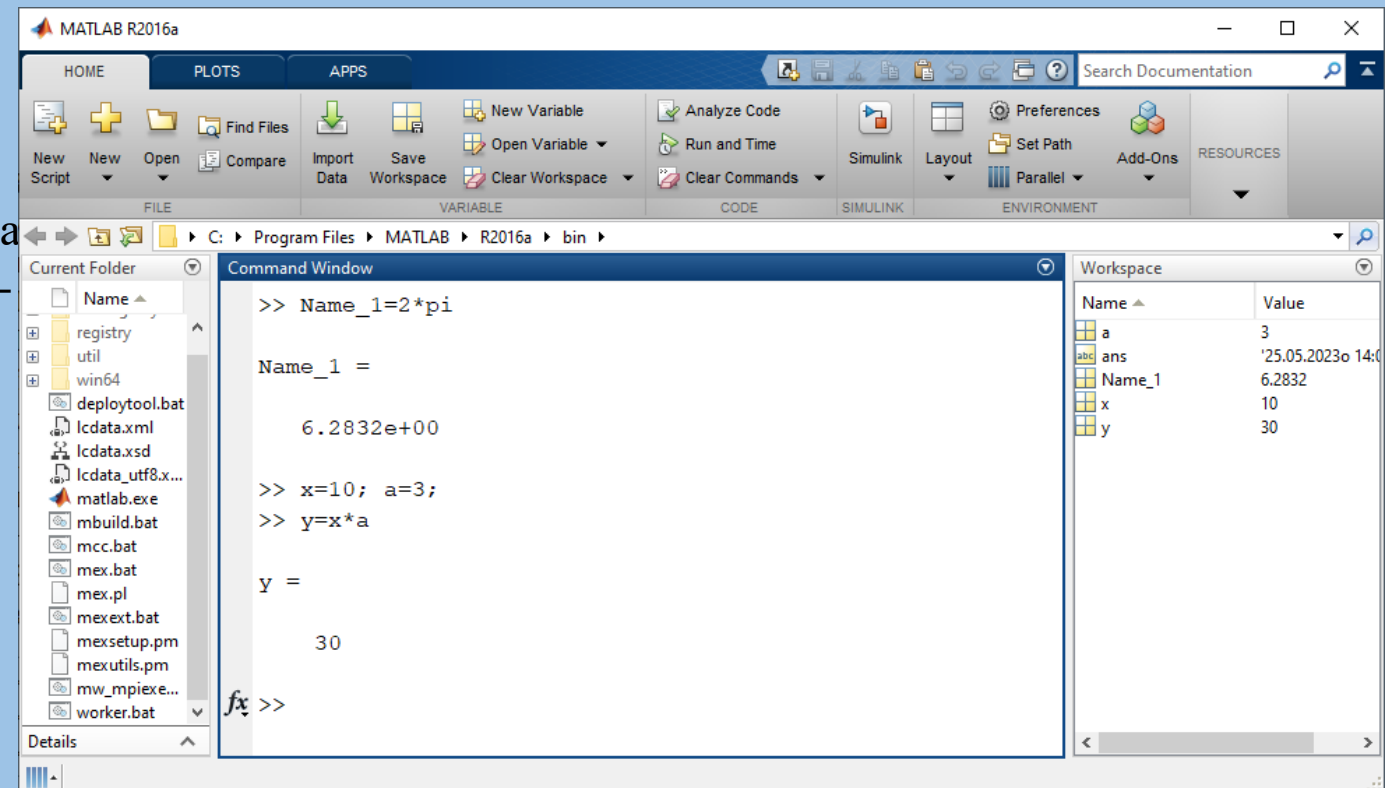 MATLAB R2016a
HOME PLOTS APPS
Search Documentation
New Script
New
Open
Find Files
Compare
FILE
Import Data
Save Workspace
New Variable
Open Variable
Clear Workspace
VARIABLE
Analyze Code
Run and Time
Clear Commands
CODE
Simulink
SIMULINK
Layout
Preferences
Set Path
Parallel
Add-Ons
ENVIRONMENT
RESOURCES
a
C: Program Files MATLAB R2016a bin
Current Folder
-
Name
registry
util
win64
deploytool.bat
lcdata.xml
lcdata.xsd
lcdata_utf8.x...
matlab.exe
mbuild.bat
mcc.bat
mex.bat
mex.pl
mexext.bat
mexsetup.pm
mexutils.pm
mw_mpiexe...
worker.bat
Details
Command Window
>> Name_1=2*pi
Name_1 =
6.2832e+00
>> x=10; a=3;
>> y=x*a
y =
30
fx >>
Workspace
Name Value
a 3
abc ans '25.05.2023o 14:0
Name_1 6.2832
x 10
y 30